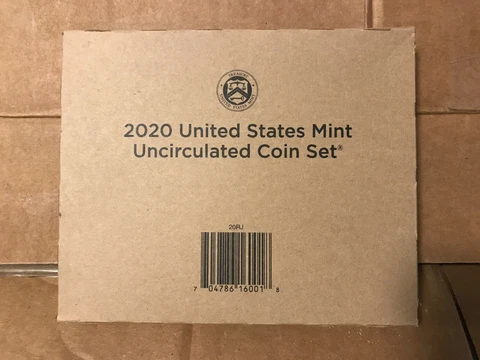 2020 United States Mint
Uncirculated Coin Set®
20RJ
7 04786 16001 8